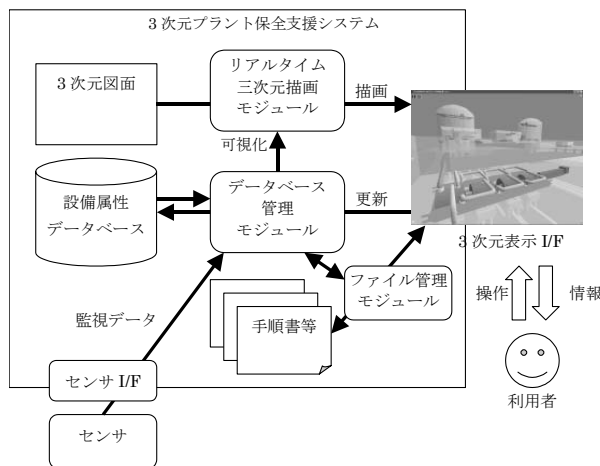 3次元プラント保全支援システム
3次元図面
リアルタイム
三次元描画
モジュール
描画
可視化
設備属性
データベース
データベース
管理
モジュール
更新
3次元表示 I/F
ファイル管理
モジュール
操作
情報
監視データ
手順書等
センサ I/F
利用者
センサ